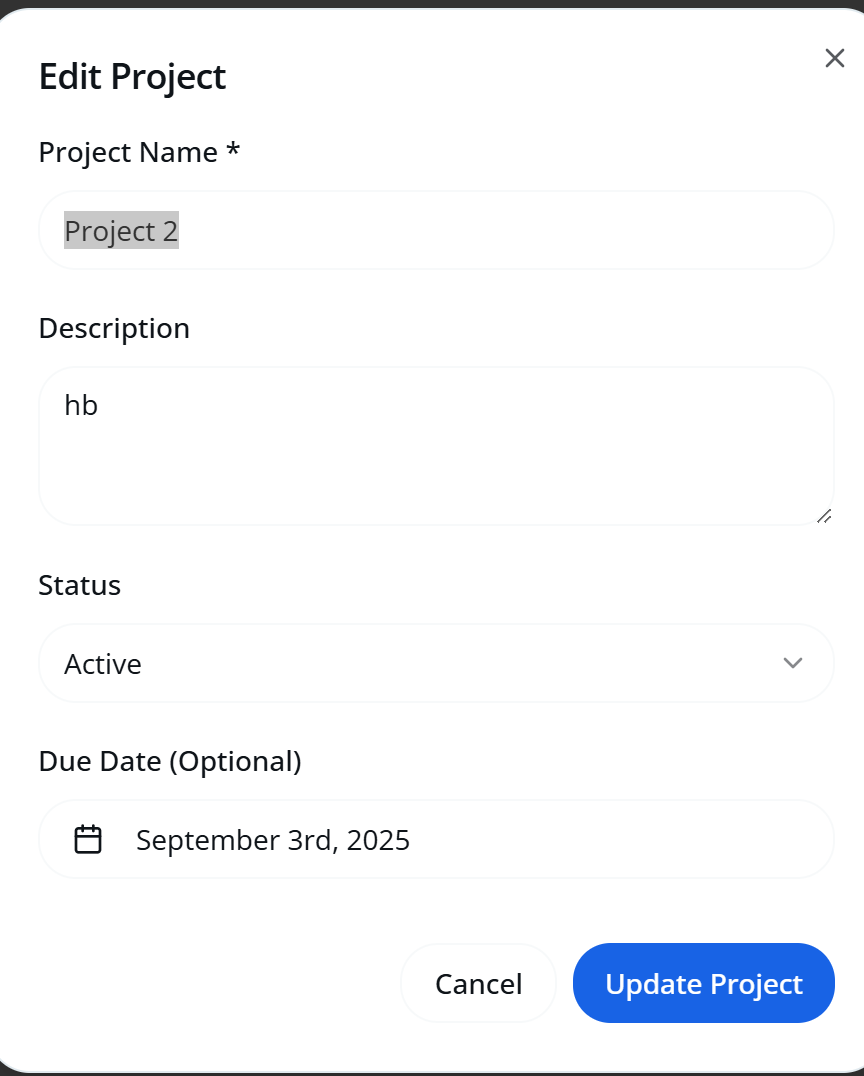 Edit Project
Project Name *
Project 2
Description
hb
Status
Active
Due Date (Optional)
September 3rd, 2025
Cancel
Update Project